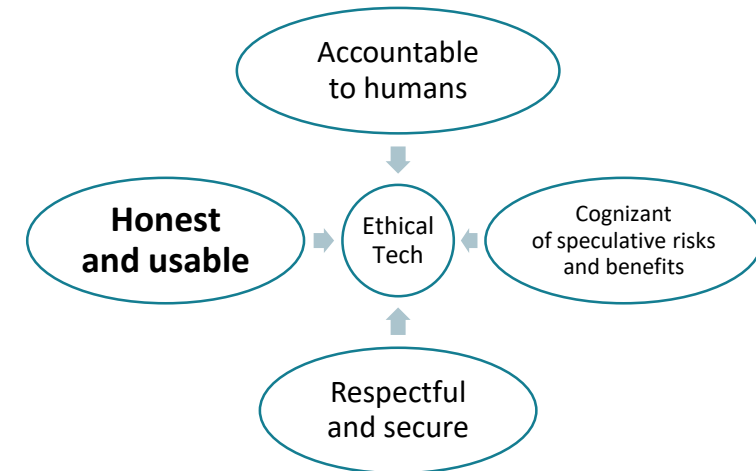 Accountable
to humans
Honest
and usable
Ethical
Tech
Cognizant
of speculative risks
and benefits
Respectful
and secure